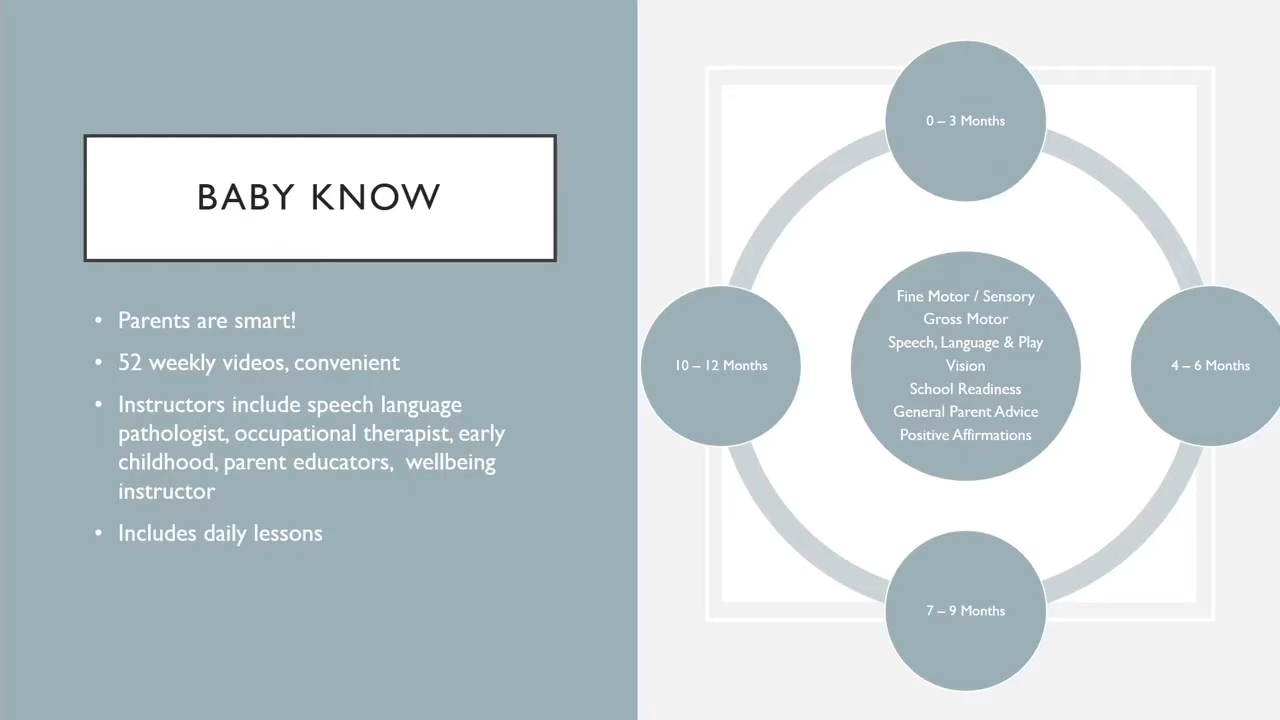 BABY KNOW
• Parents are smart!
• 52 weekly videos, convenient
• Instructors include speech language
pathologist, occupational therapist, early
childhood, parent educators,  wellbeing
instructor
• Includes daily lessons
0 – 3 Months
4 – 6 Months
7 – 9 Months
10 – 12 Months
Fine Motor / Sensory
Gross Motor
Speech, Language & Play
Vision
School Readiness
General Parent Advice
Positive Affirmations